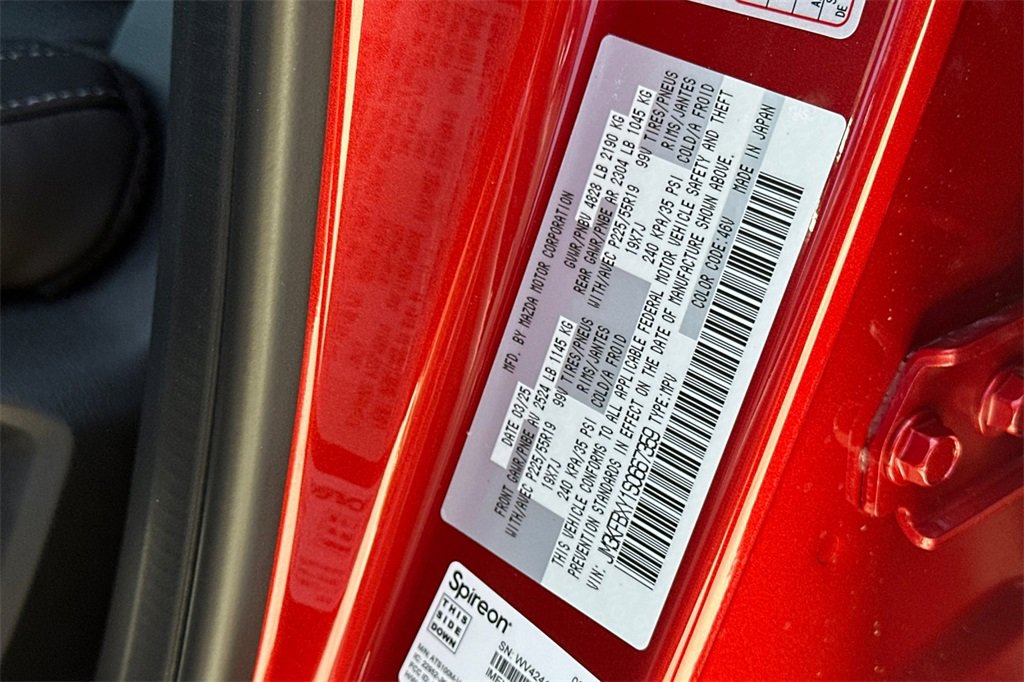 MFD. BY MAZDA MOTOR CORPORATION
DATE 03/25
GVWR/PNBV 4828 LB 2190 KG
FRONT GAWR/PNBE AV 2524 LB 1145 KG
REAR GAWR/PNBE AR 2304 LB 1045 KG
WITH/AVEC P225/55R19 99V TIRES/PNEUS
WITH/AVEC P225/55R19 99V TIRES/PNEUS
19X7J RIMS/JANTES
19X7J RIMS/JANTES
240 KPA/35 PSI COLD/A FROID
240 KPA/35 PSI COLD/A FROID
THIS VEHICLE CONFORMS TO ALL APPLICABLE FEDERAL MOTOR VEHICLE SAFETY AND THEFT
PREVENTION STANDARDS IN EFFECT ON THE DATE OF MANUFACTURE SHOWN ABOVE.
VIN: JM3KFBXY1S0667359 TYPE:MPV
COLOR CODE:46V MADE IN JAPAN
Spireon
THIS
SIDE
DOWN